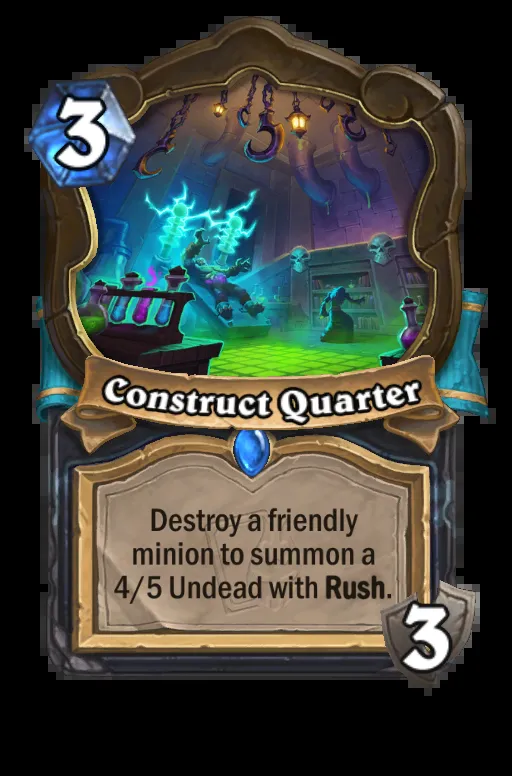 3
Construct Quarter
Destroy a friendly
minion to summon a
4/5 Undead with Rush.
3